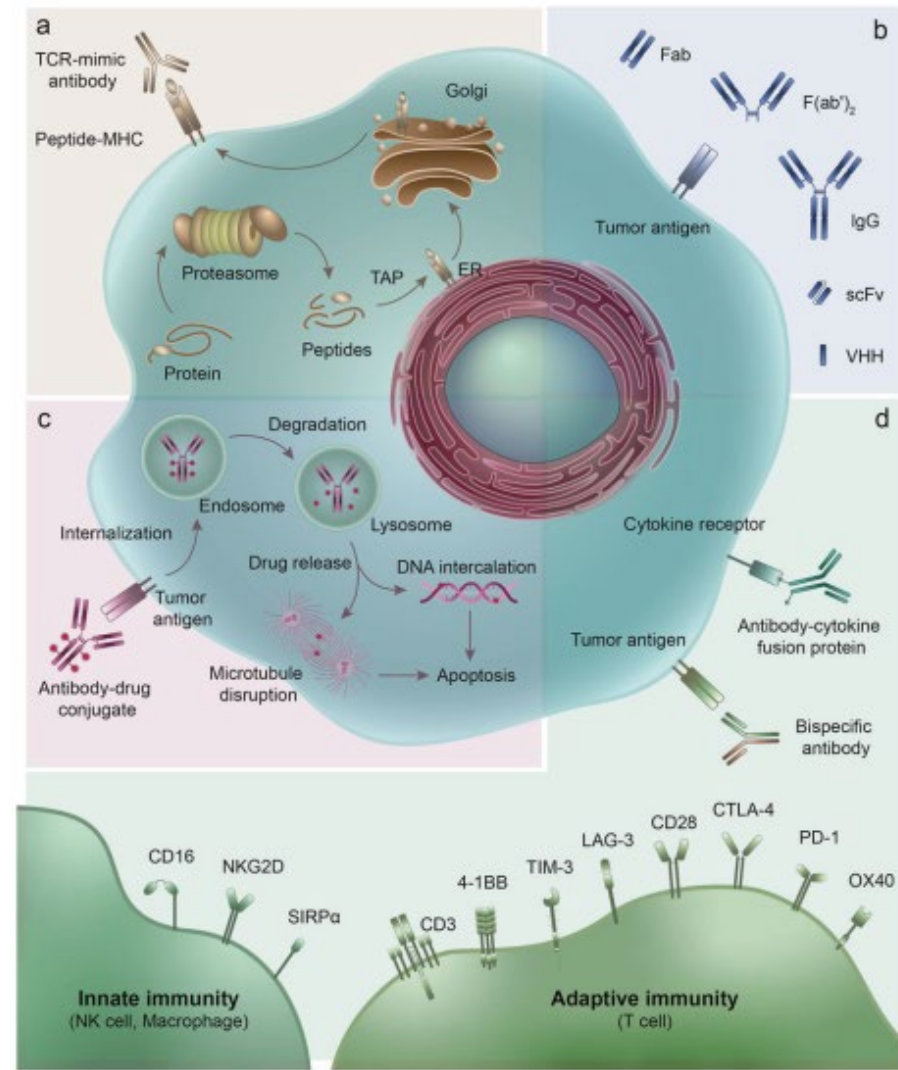 a
TCR-mimic
antibody
Peptide-MHC
Golgi
Proteasome
TAP
ER
Peptides
Protein
b
Fab
F(ab')₂
Tumor antigen
IgG
scFv
VHH
c
Degradation
Endosome
Lysosome
Internalization
Drug release
DNA intercalation
Tumor
antigen
Microtubule
disruption
Apoptosis
Antibody-drug
conjugate
d
Cytokine receptor
Antibody-cytokine
fusion protein
Tumor antigen
Bispecific
antibody
CD16
NKG2D
SIRPα
CD3
4-1BB
TIM-3
LAG-3
CD28
CTLA-4
PD-1
OX40
Innate immunity
(NK cell, Macrophage)
Adaptive immunity
(T cell)